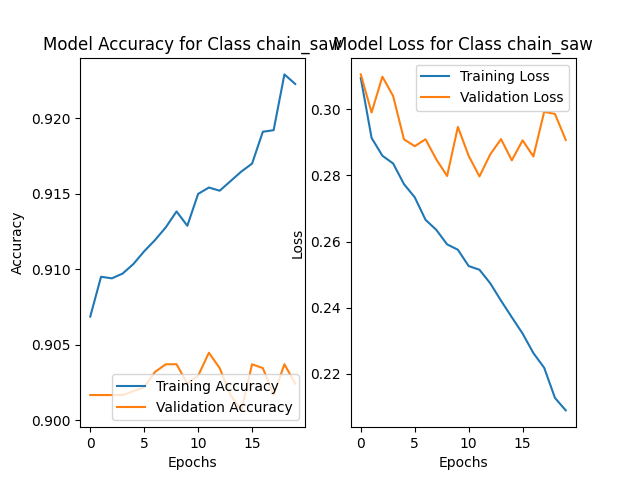 Model Accuracy for Class chain_saw
Accuracy
0.920
0.915
0.910
0.905
0.900
Training Accuracy
Validation Accuracy
0 5 10 15
Epochs
Model Loss for Class chain_saw
Loss
0.30
0.28
0.26
0.24
0.22
Training Loss
Validation Loss
0 5 10 15
Epochs